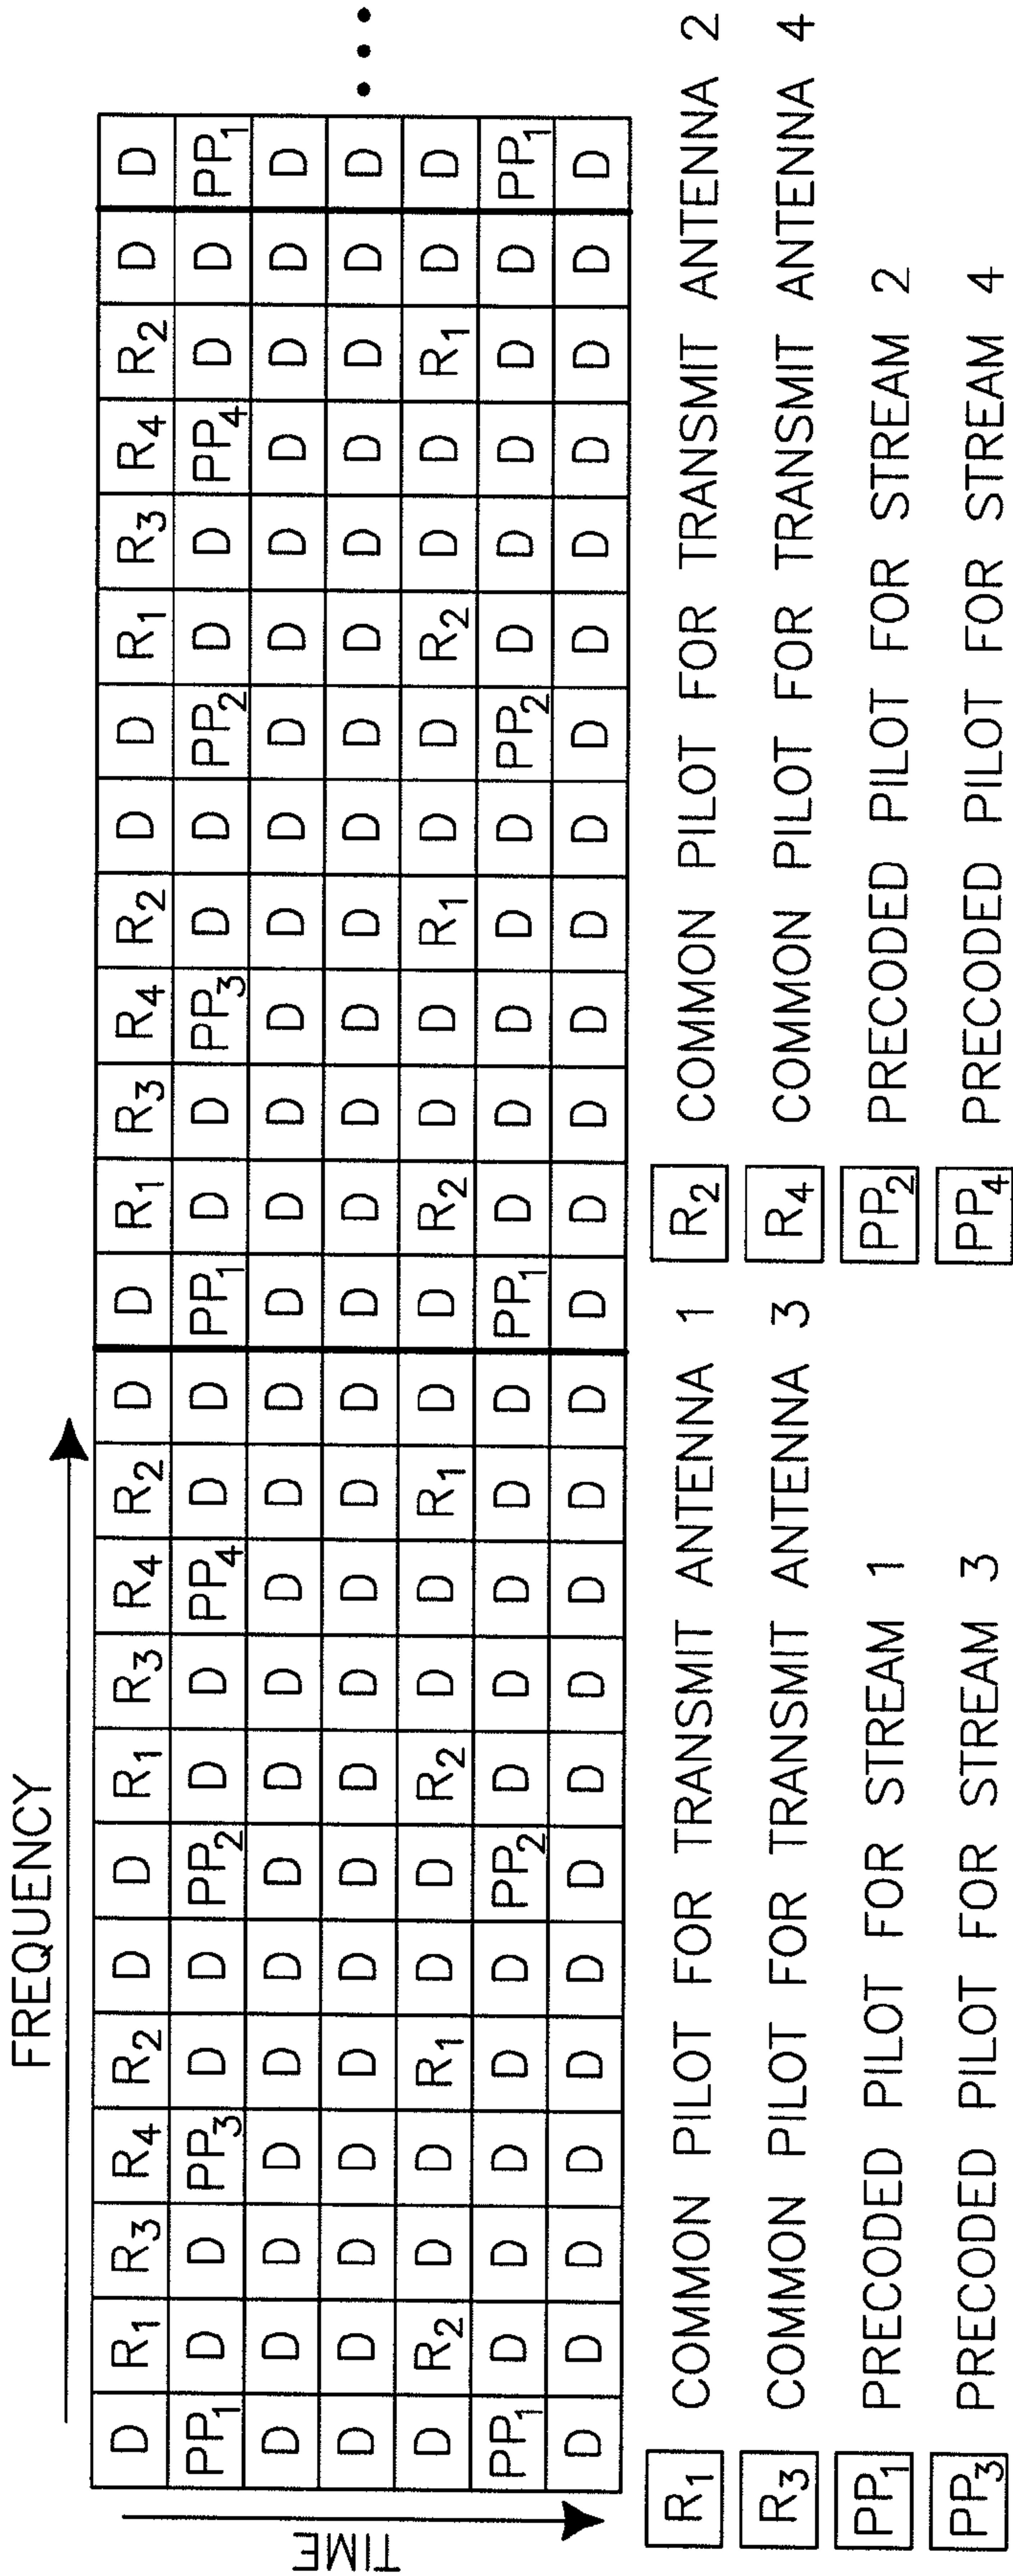 FREQUENCY
TIME
D R1 R3 R4 R2 D D R1 R3 R4 R2 D D R1 R3 R4 R2 D D R1 R3 R4 R2 D D
PP1 D D PP3 D D PP2 D D PP4 D D PP1 D D PP3 D D PP2 D D PP4 D D PP1
D D D D D D D D D D D D D D D D D D D D D D D D D
D D D D D D D D D D D D D D D D D D D D D D D D D
D R2 D D R1 D D R2 D D R1 D D R2 D D R1 D D R2 D D R1 D D
PP1 D D D D D PP2 D D D D D PP1 D D D D D PP2 D D D D D PP1
D D D D D D D D D D D D D D D D D D D D D D D D D
R1 COMMON PILOT FOR TRANSMIT ANTENNA 1 R2 COMMON PILOT FOR TRANSMIT ANTENNA 2
R3 COMMON PILOT FOR TRANSMIT ANTENNA 3 R4 COMMON PILOT FOR TRANSMIT ANTENNA 4
PP1 PRECODED PILOT FOR STREAM 1 PP2 PRECODED PILOT FOR STREAM 2
PP3 PRECODED PILOT FOR STREAM 3 PP4 PRECODED PILOT FOR STREAM 4